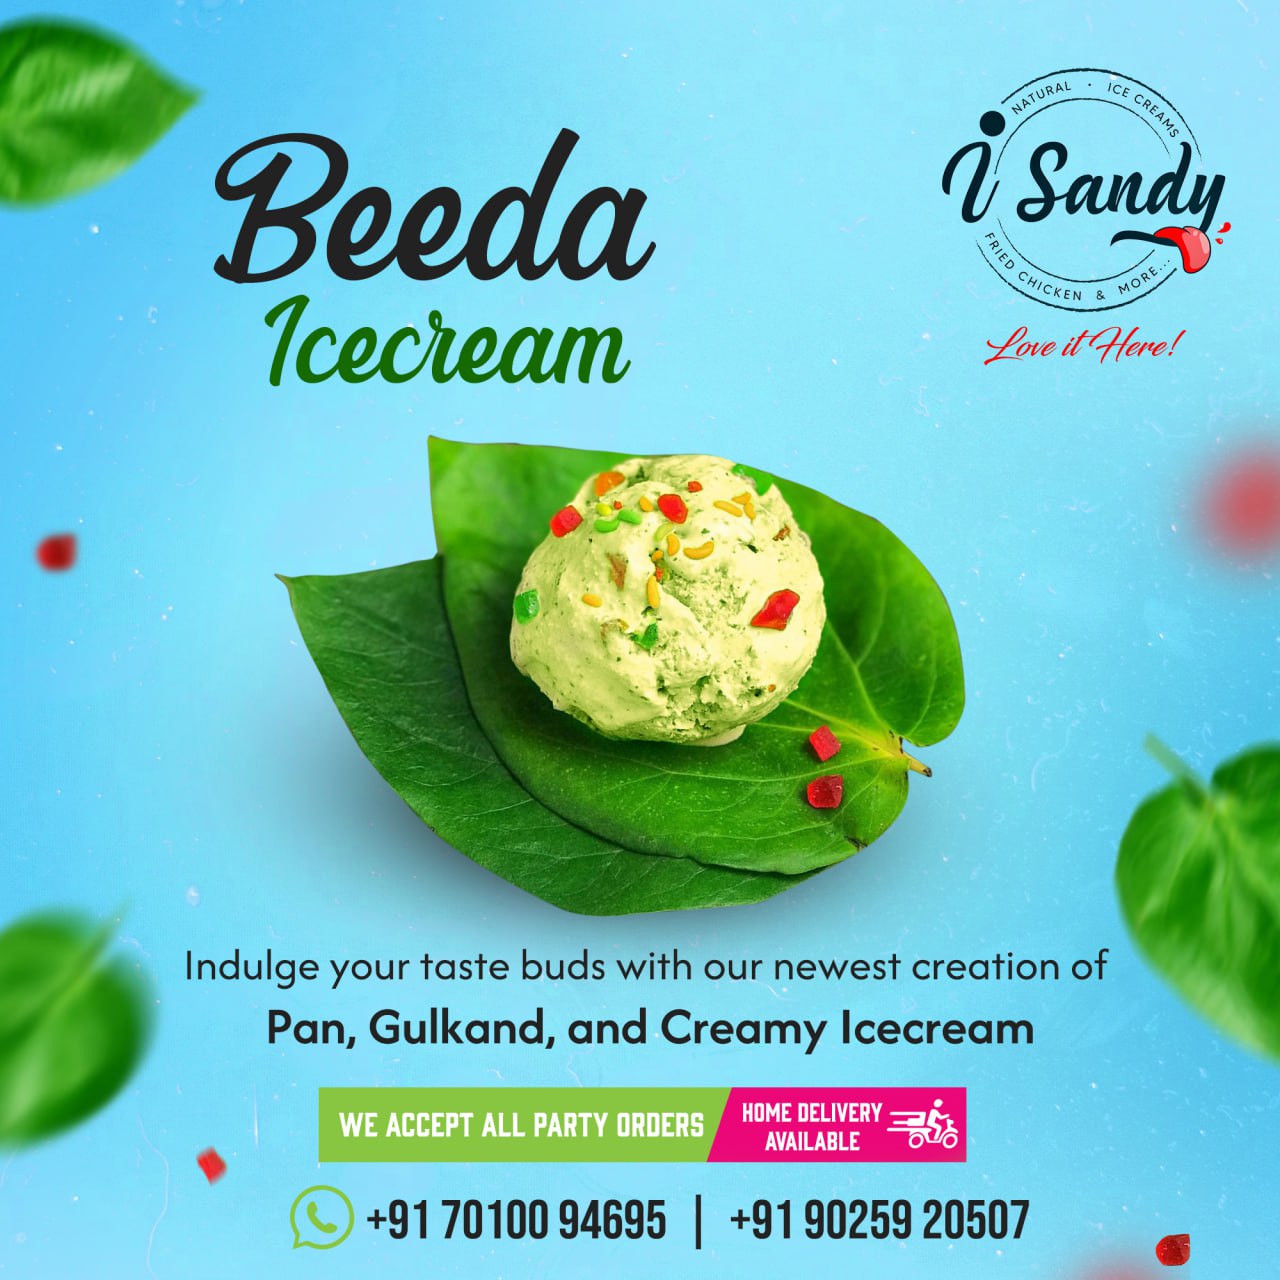 Beeda
Icecream
NATURAL · ICE CREAMS
i Sandy
FRIED CHICKEN & MORE...
Love it Here!
Indulge your taste buds with our newest creation of
Pan, Gulkand, and Creamy Icecream
WE ACCEPT ALL PARTY ORDERS
HOME DELIVERY
AVAILABLE
+91 70100 94695 | +91 90259 20507